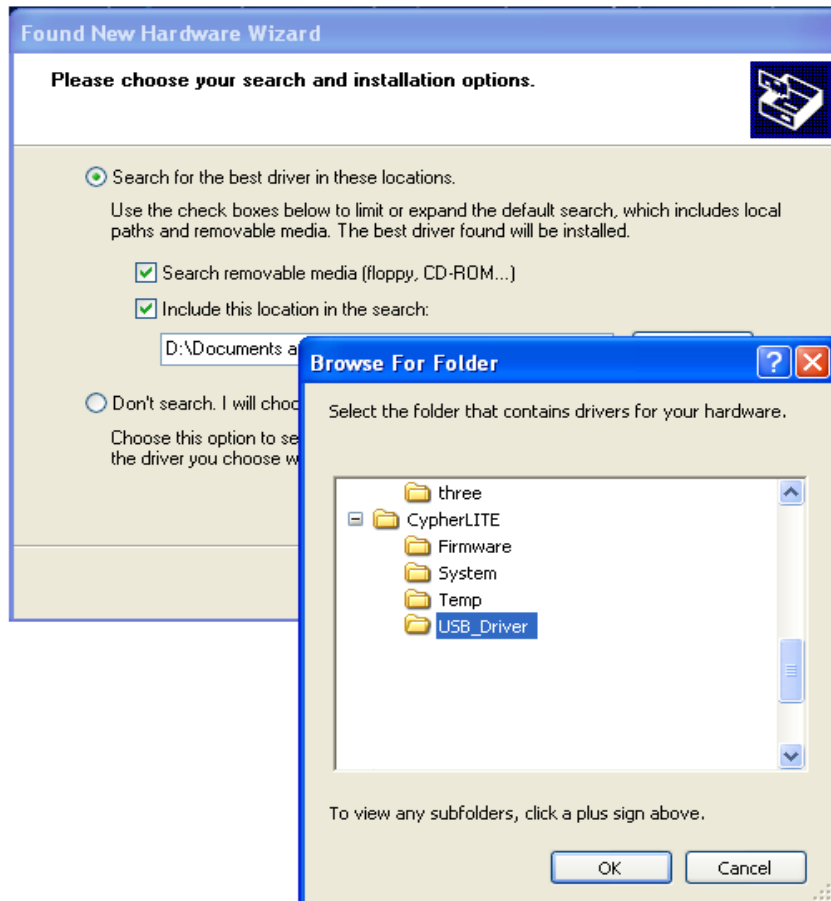 Found New Hardware Wizard
Please choose your search and installation options.
Search for the best driver in these locations.
Use the check boxes below to limit or expand the default search, which includes local
paths and removable media. The best driver found will be installed.
Search removable media (floppy, CD-ROM...)
Include this location in the search:
D:\Documents a
Browse For Folder
Don't search. I will choo
Select the folder that contains drivers for your hardware.
Choose this option to se
the driver you choose w
three
CypherLITE
Firmware
System
Temp
USB_Driver
To view any subfolders, click a plus sign above.
OK
Cancel